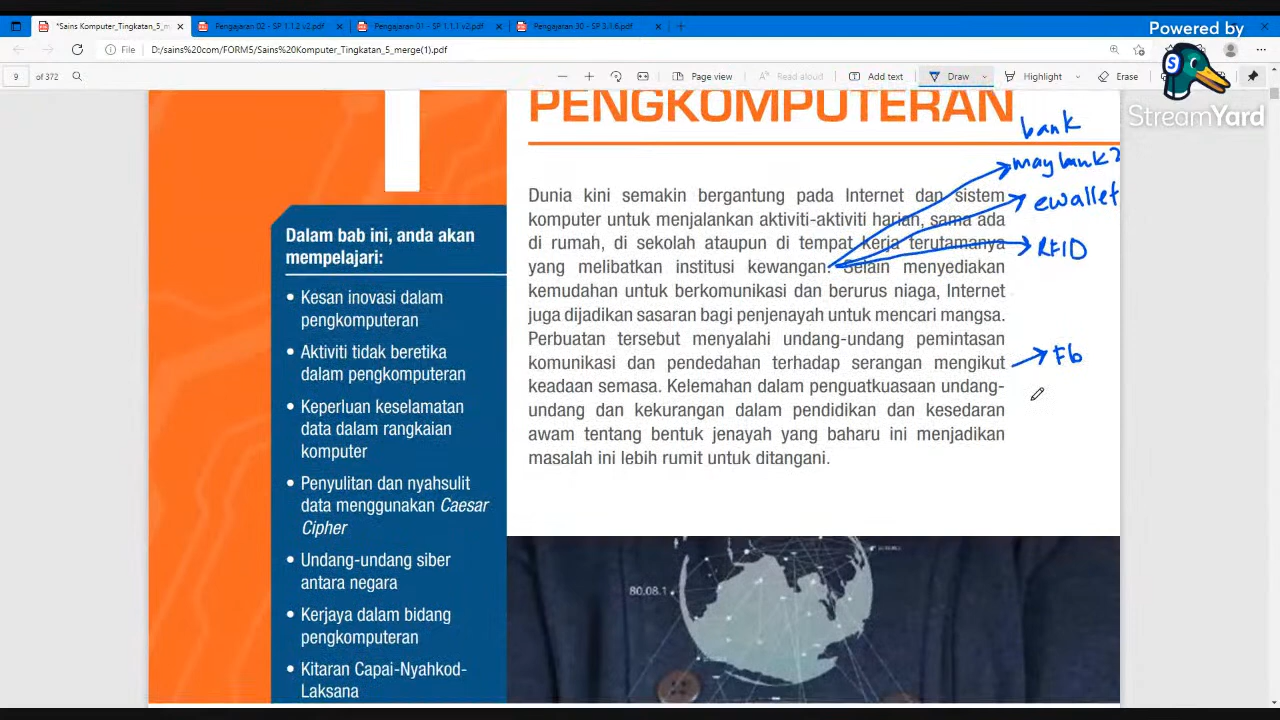 *Sains Komputer_Tingkatan_5_m
Pengajaran 02 - SP 1.1.2 v2.pdf
Pengajaran 01 - SP 1.1.1 v2.pdf
Pengajaran 30 - SP 3.1.6.pdf
Powered by
File
D:/sains%20com/FORM5/Sains%20Komputer_Tingkatan_5_merge(1).pdf
9 of 372
Page view
Read aloud
Add text
Draw
Highlight
Erase
StreamYard
PENGKOMPUTERAN
bank
maybank2
ewallet
RFID
Fb
Dunia kini semakin bergantung pada Internet dan sistem
komputer untuk menjalankan aktiviti-aktiviti harian, sama ada
di rumah, di sekolah ataupun di tempat kerja terutamanya
yang melibatkan institusi kewangan. Selain menyediakan
kemudahan untuk berkomunikasi dan berurus niaga, Internet
juga dijadikan sasaran bagi penjenayah untuk mencari mangsa.
Perbuatan tersebut menyalahi undang-undang pemintasan
komunikasi dan pendedahan terhadap serangan mengikut
keadaan semasa. Kelemahan dalam penguatkuasaan undang-
undang dan kekurangan dalam pendidikan dan kesedaran
awam tentang bentuk jenayah yang baharu ini menjadikan
masalah ini lebih rumit untuk ditangani.
Dalam bab ini, anda akan
mempelajari:
• Kesan inovasi dalam
pengkomputeran
• Aktiviti tidak beretika
dalam pengkomputeran
• Keperluan keselamatan
data dalam rangkaian
komputer
• Penyulitan dan nyahsulit
data menggunakan Caesar
Cipher
• Undang-undang siber
antara negara
• Kerjaya dalam bidang
pengkomputeran
• Kitaran Capai-Nyahkod-
Laksana
80.08.1